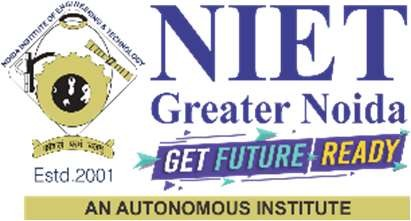 NOIDA INSTITUTE OF ENGINEERING & TECHNOLOGY
NIET
Greater Noida
GET FUTURE READY
Estd.2001
AN AUTONOMOUS INSTITUTE